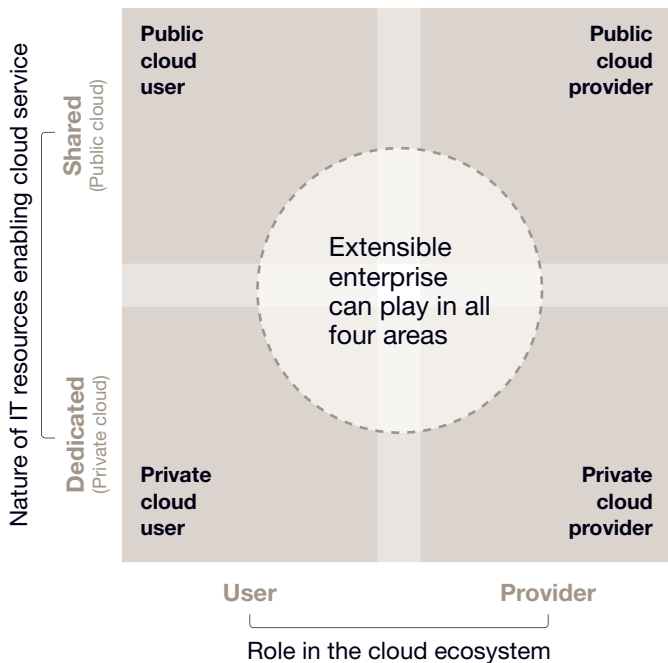 Public
cloud
user
Public
cloud
provider
Nature of IT resources enabling cloud service
Shared
(Public cloud)
Extensible
enterprise
can play in all
four areas
Dedicated
(Private cloud)
Private
cloud
user
Private
cloud
provider
User
Provider
Role in the cloud ecosystem